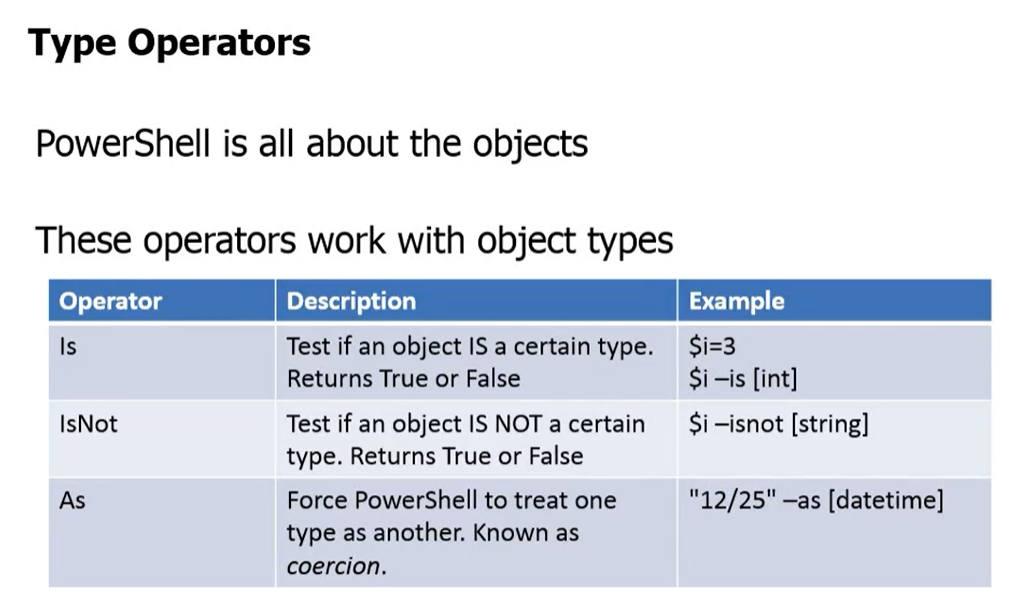 Type Operators
PowerShell is all about the objects
These operators work with object types
Operator Description Example
Is Test if an object IS a certain type. $i=3
Returns True or False $i –is [int]
IsNot Test if an object IS NOT a certain $i –isnot [string]
type. Returns True or False
As Force PowerShell to treat one "12/25" –as [datetime]
type as another. Known as
coercion.